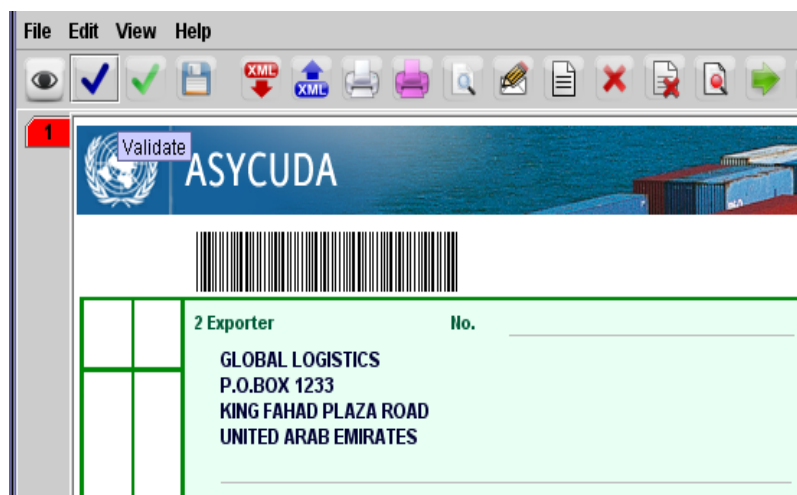 File Edit View Help
XML XML
1
Validate
ASYCUDA
2 Exporter No.
GLOBAL LOGISTICS
P.O.BOX 1233
KING FAHAD PLAZA ROAD
UNITED ARAB EMIRATES